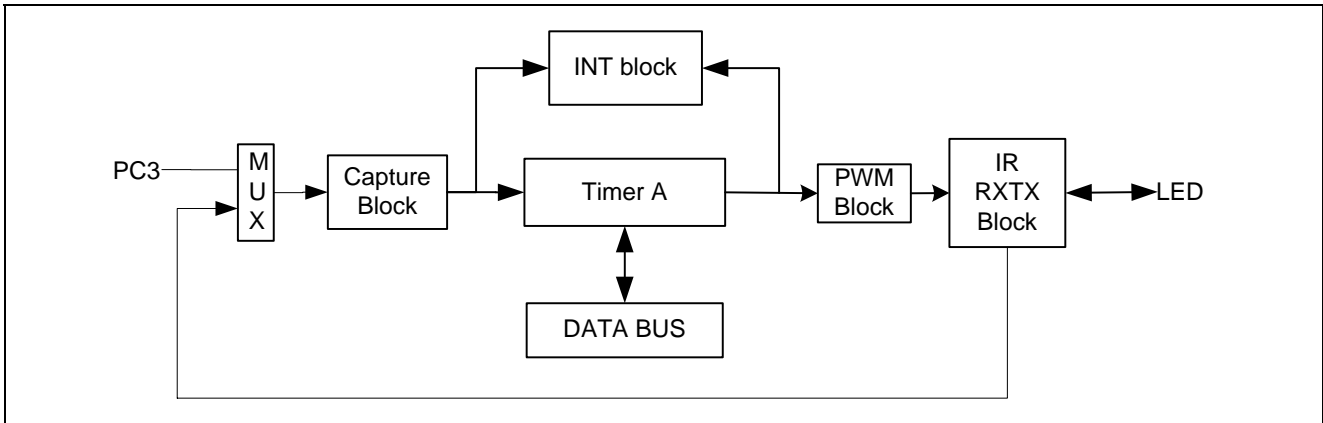 INT block
PC3
M
U
X
Capture
Block
Timer A
PWM
Block
IR
RXTX
Block
LED
DATA BUS